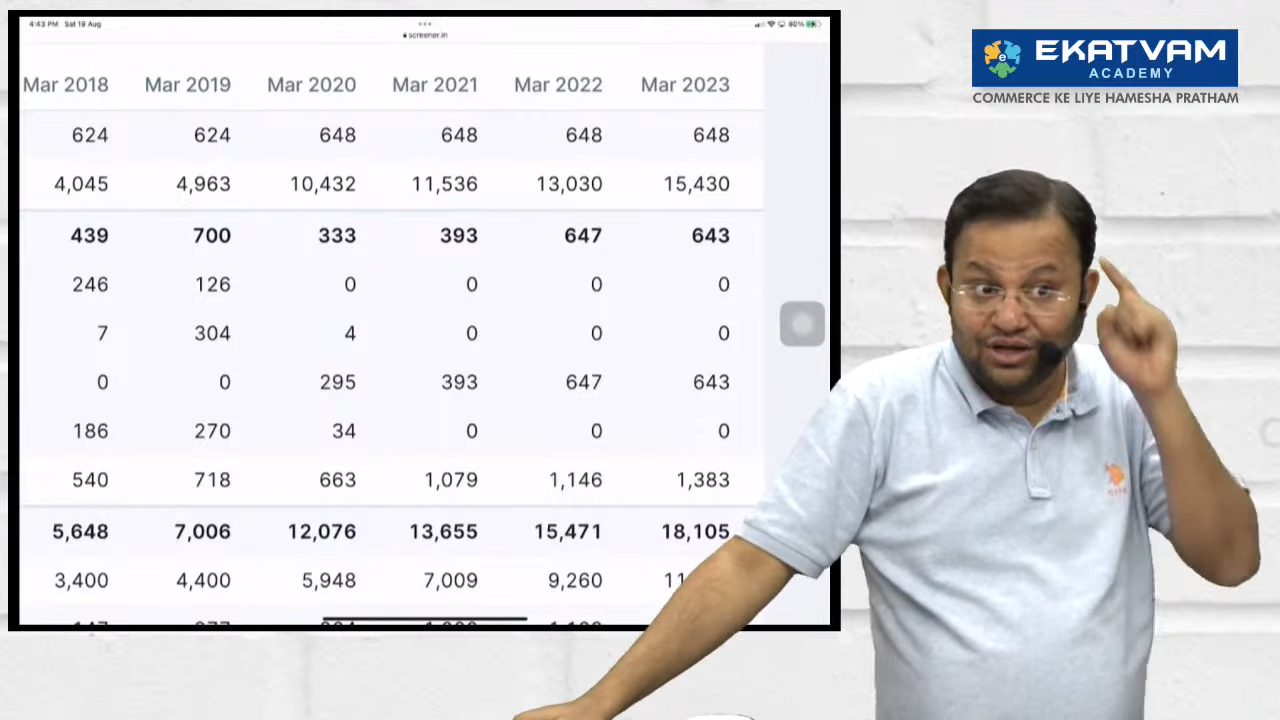 4:43 PM Sat 19 Aug
80%
screener.in
Mar 2018 Mar 2019 Mar 2020 Mar 2021 Mar 2022 Mar 2023
624 624 648 648 648 648
4,045 4,963 10,432 11,536 13,030 15,430
439 700 333 393 647 643
246 126 0 0 0 0
7 304 4 0 0 0
0 0 295 393 647 643
186 270 34 0 0 0
540 718 663 1,079 1,146 1,383
5,648 7,006 12,076 13,655 15,471 18,105
3,400 4,400 5,948 7,009 9,260
e
EKATVAM
ACADEMY
COMMERCE KE LIYE HAMESHA PRATHAM